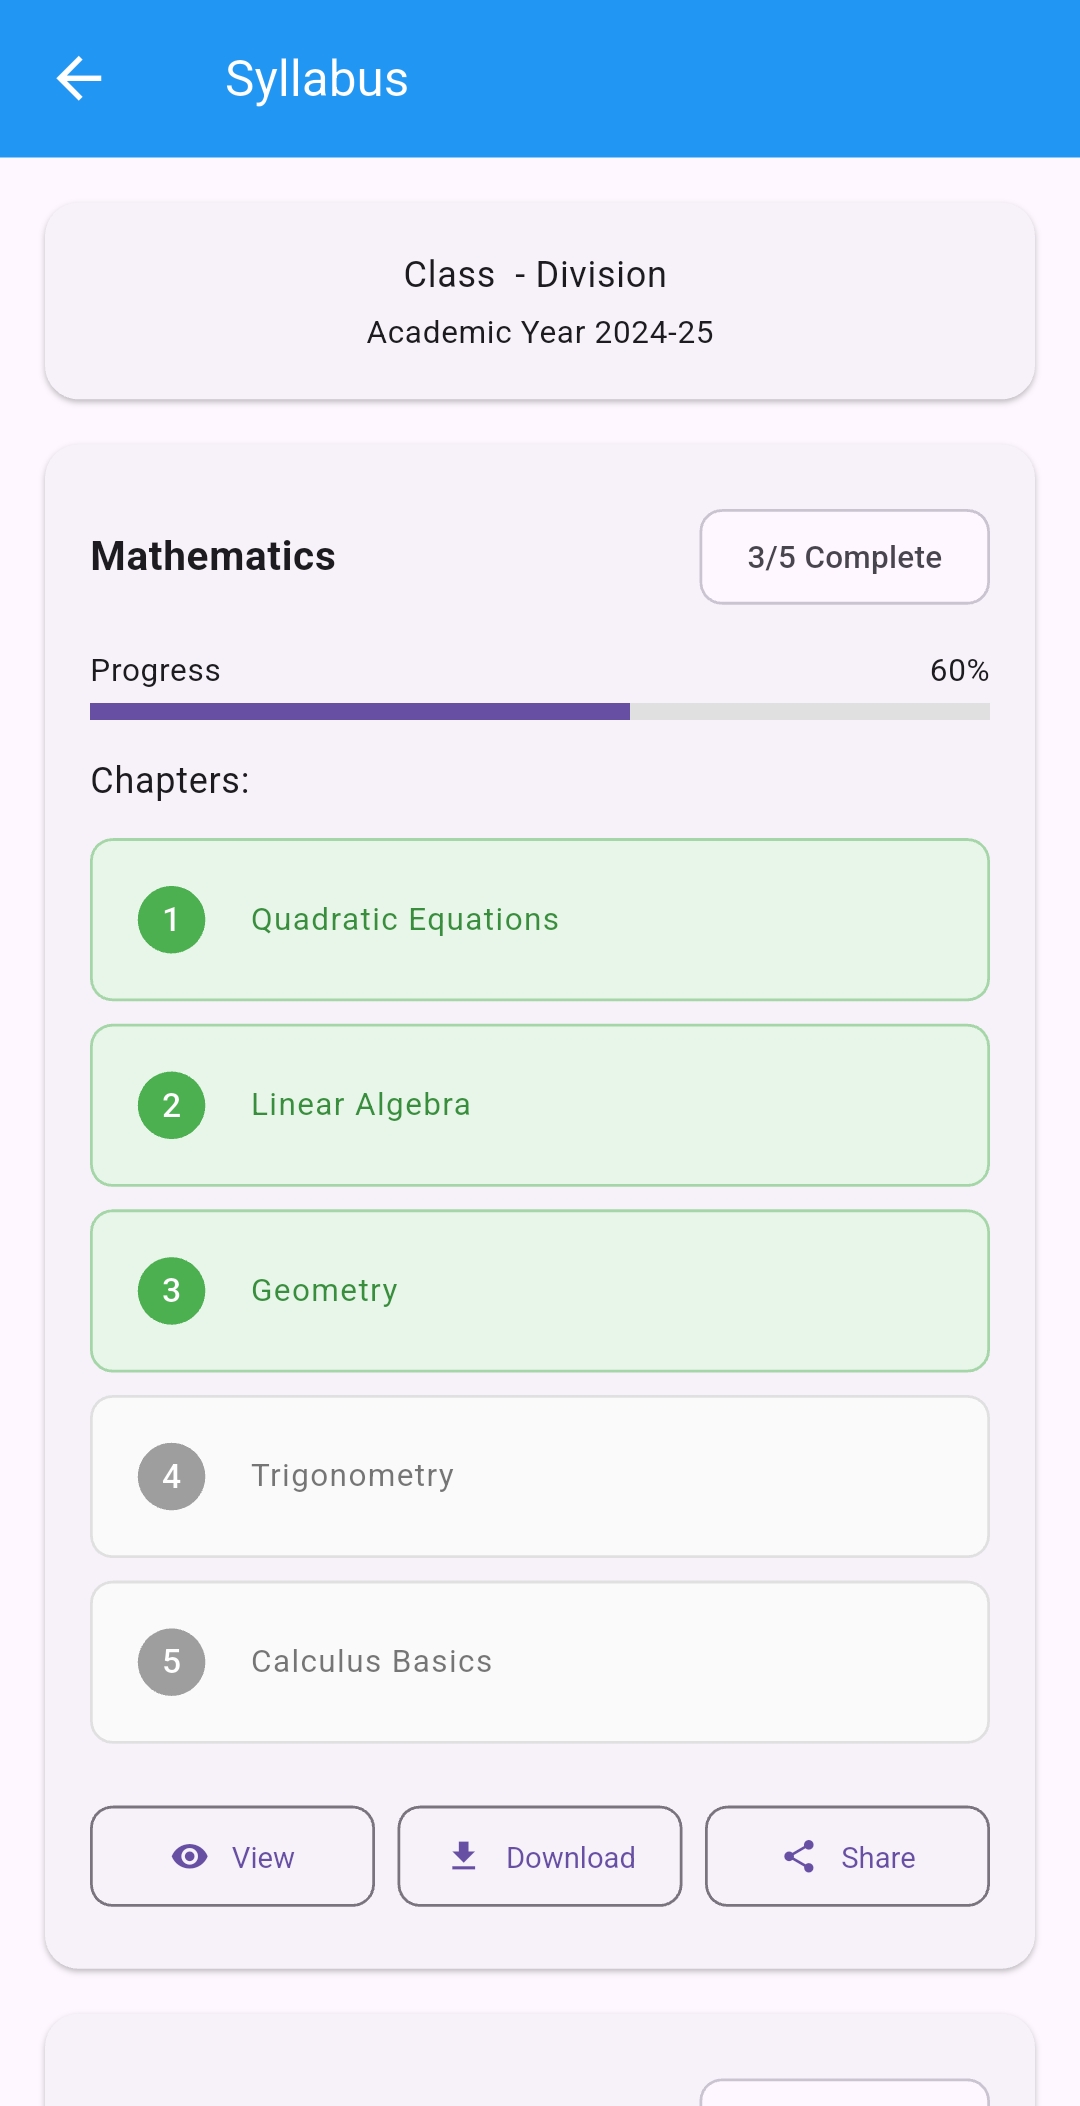 Syllabus
Class  - Division
Academic Year 2024-25
Mathematics
3/5 Complete
Progress
60%
Chapters:
1 Quadratic Equations
2 Linear Algebra
3 Geometry
4 Trigonometry
5 Calculus Basics
View
Download
Share